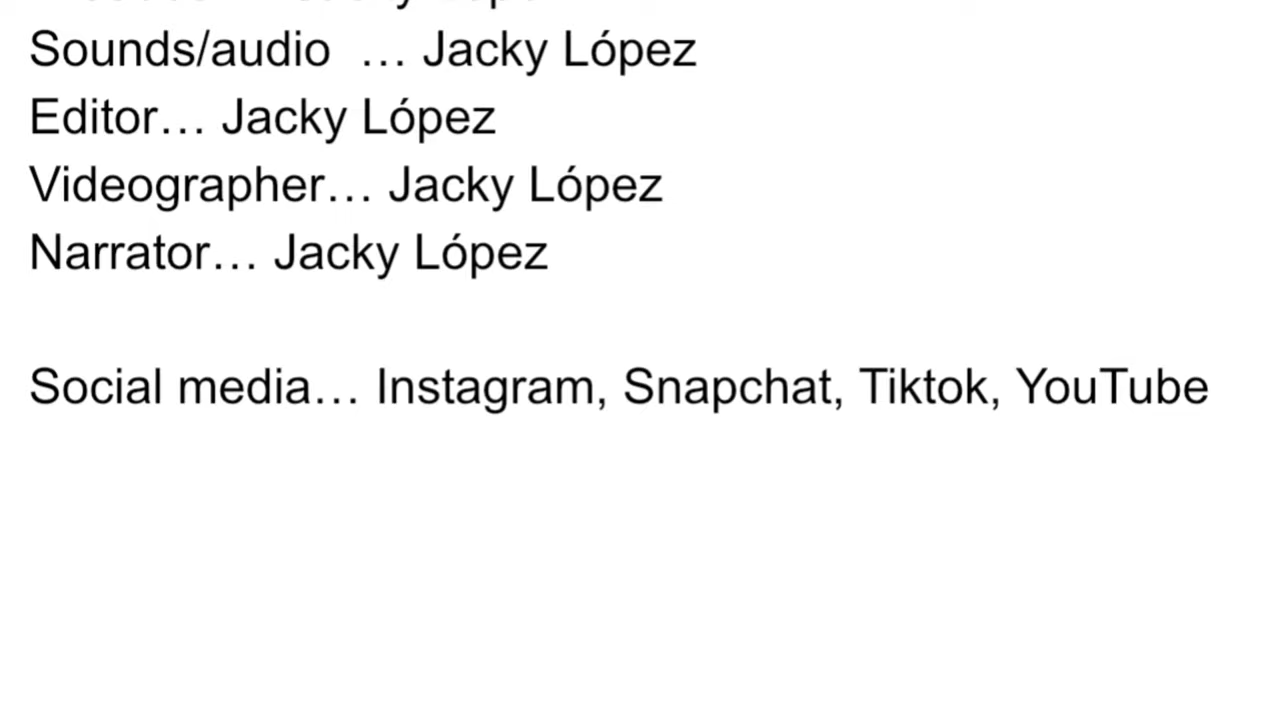 Sounds/audio … Jacky López
Editor… Jacky López
Videographer… Jacky López
Narrator… Jacky López
Social media… Instagram, Snapchat, Tiktok, YouTube